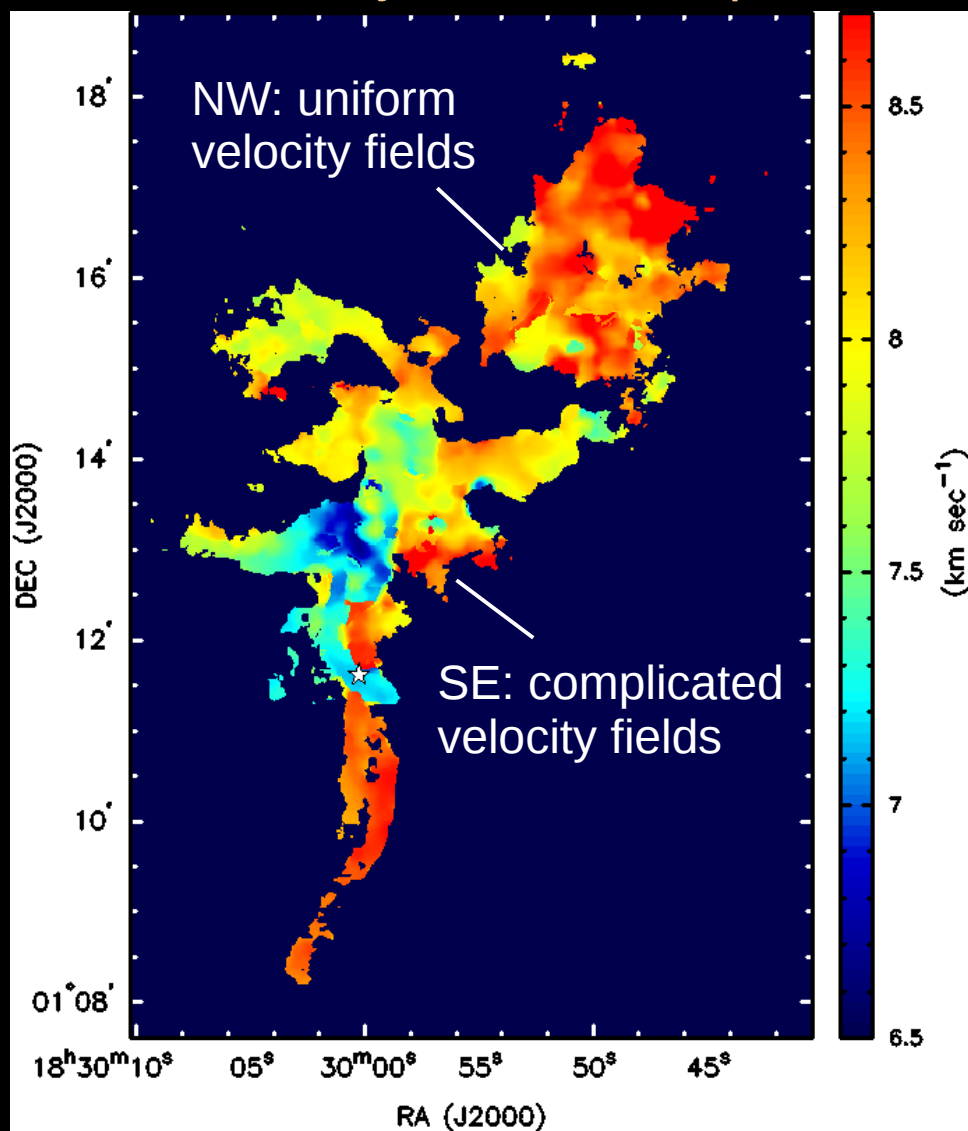 NW: uniform
velocity fields
SE: complicated
velocity fields
18′
16′
14′
12′
10′
01°08′
DEC (J2000)
18ʰ30ᵐ10ˢ 05ˢ 30ᵐ00ˢ 55ˢ 50ˢ 45ˢ
RA (J2000)
8.5
8
7.5
7
6.5
(km sec⁻¹)